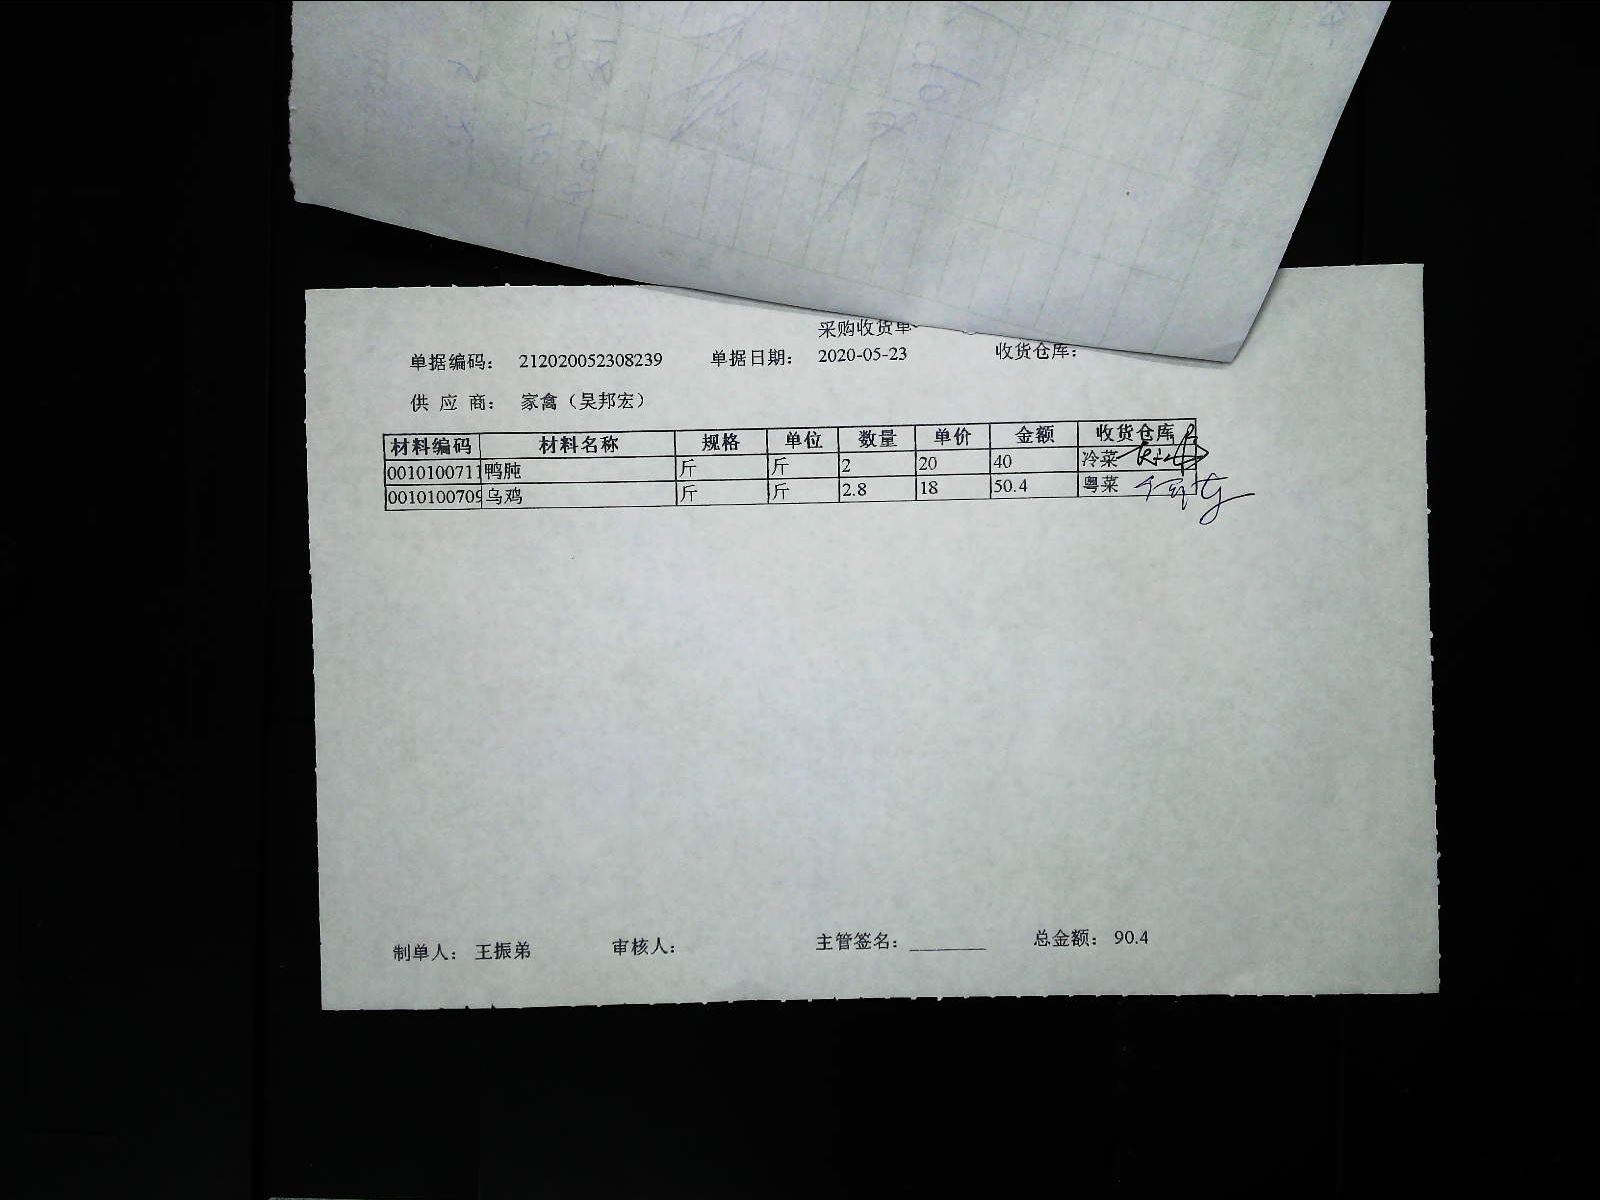 采购收货单
单据编码： 212020052308239 单据日期： 2020-05-23 收货仓库：
供 应 商： 家禽（吴邦宏）
材料编码 材料名称 规格 单位 数量 单价 金额 收货仓库
0010100711 鸭肫 斤 斤 2 20 40 冷菜
0010100709 乌鸡 斤 斤 2.8 18 50.4 粤菜
制单人： 王振弟 审核人： 主管签名： 总金额： 90.4